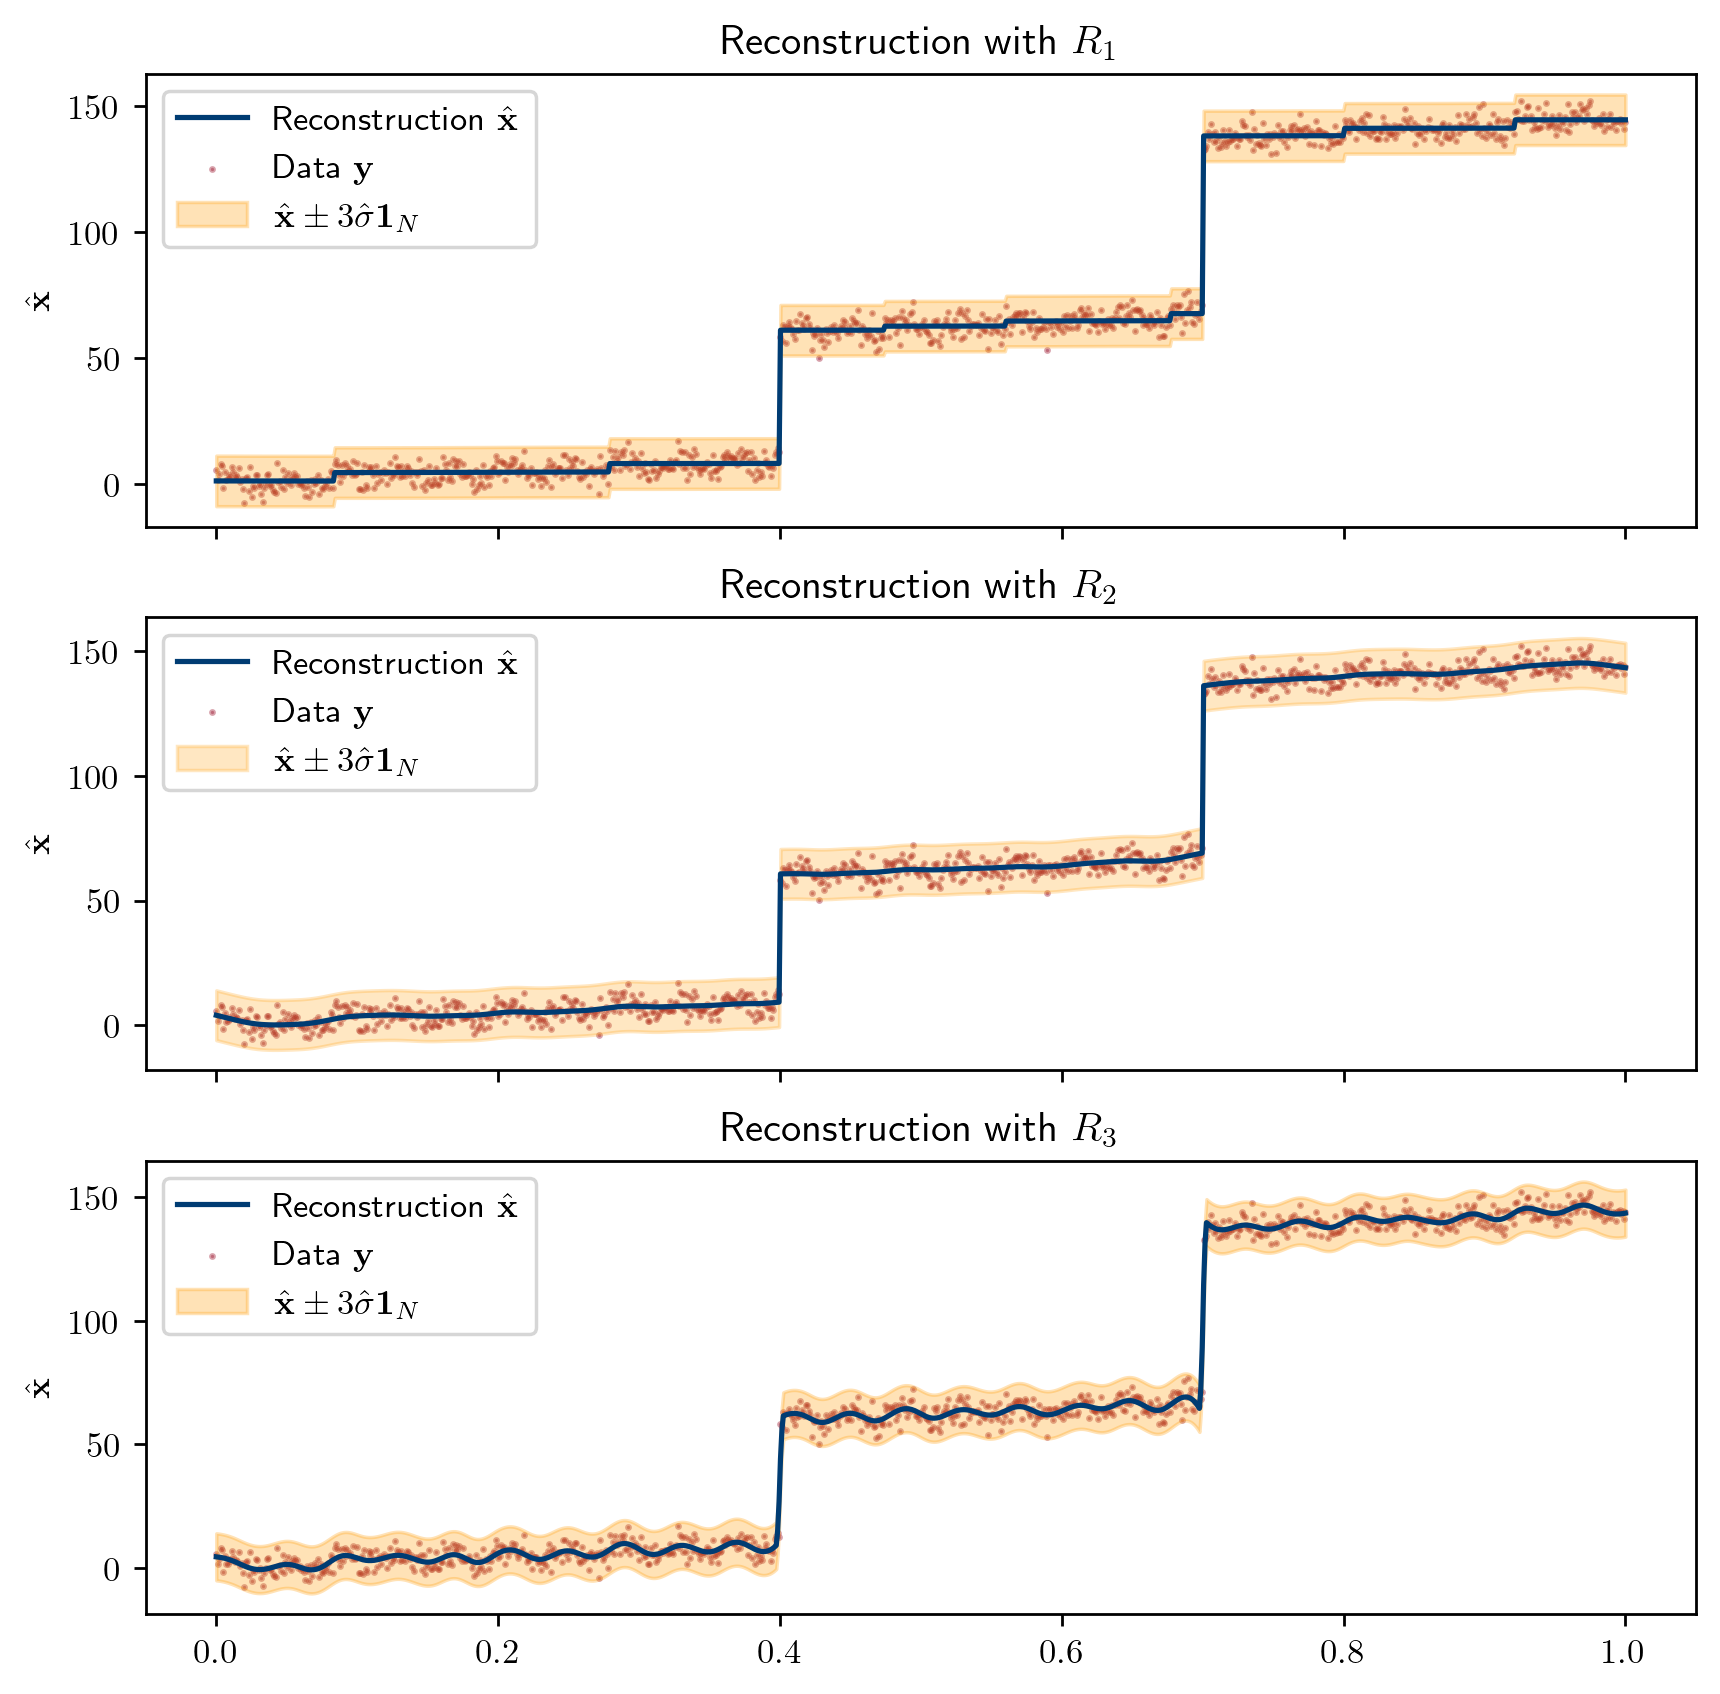 Reconstruction with R₁
150
100
50
0
x̂
Reconstruction x̂
Data y
x̂ ± 3σ̂1_N
Reconstruction with R₂
150
100
50
0
x̂
Reconstruction x̂
Data y
x̂ ± 3σ̂1_N
Reconstruction with R₃
150
100
50
0
x̂
Reconstruction x̂
Data y
x̂ ± 3σ̂1_N
0.0 0.2 0.4 0.6 0.8 1.0